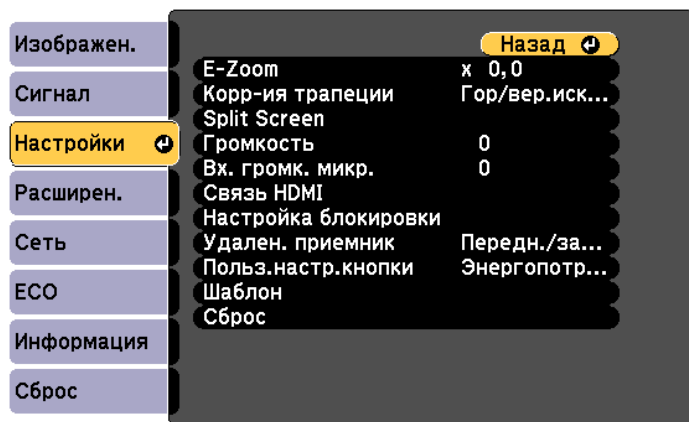 Изображен.
Сигнал
Настройки
Расширен.
Сеть
ECO
Информация
Сброс
Назад
E-Zoom x 0,0
Корр-ия трапеции Гор/вер.иск...
Split Screen
Громкость 0
Вх. громк. микр. 0
Связь HDMI
Настройка блокировки
Удален. приемник Передн./за...
Польз.настр.кнопки Энергопотр...
Шаблон
Сброс